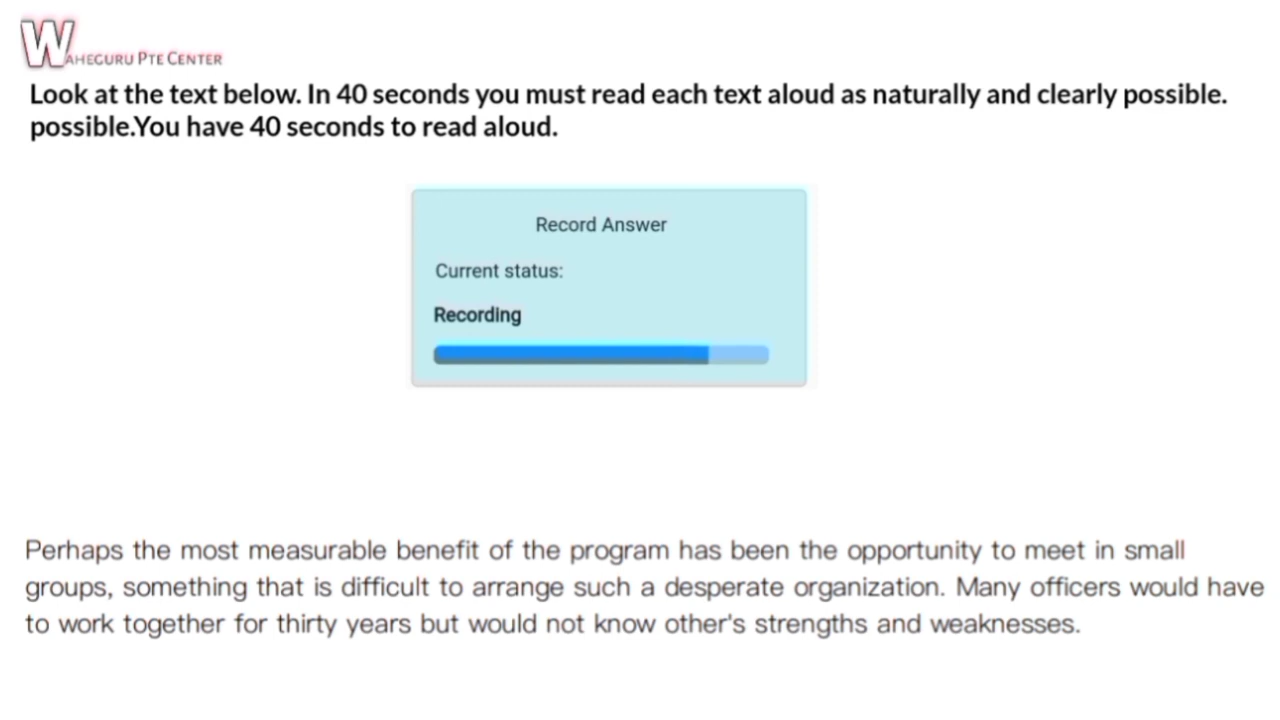 WAHEGURU PTE CENTER
Look at the text below. In 40 seconds you must read each text aloud as naturally and clearly possible.
possible.You have 40 seconds to read aloud.
Record Answer
Current status:
Recording
Perhaps the most measurable benefit of the program has been the opportunity to meet in small
groups, something that is difficult to arrange such a desperate organization. Many officers would have
to work together for thirty years but would not know other's strengths and weaknesses.